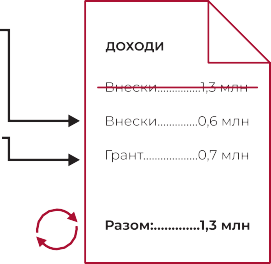 ДОХОДИ
Внески..............1,3 млн
Внески..............0,6 млн
Грант................0,7 млн
Разом:.............1,3 млн